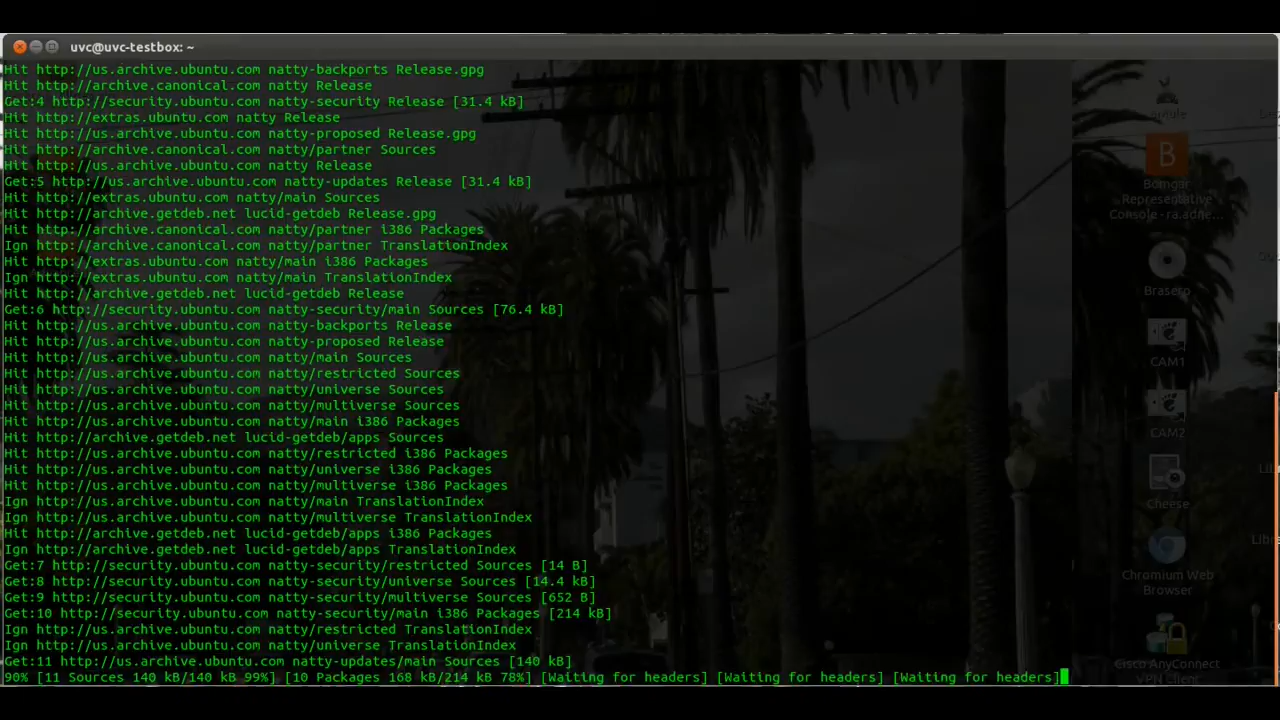 uvc@uvc-testbox: ~
Hit http://us.archive.ubuntu.com natty-backports Release.gpg
Hit http://archive.canonical.com natty Release
Get:4 http://security.ubuntu.com natty-security Release [31.4 kB]
Hit http://extras.ubuntu.com natty Release
Hit http://us.archive.ubuntu.com natty-proposed Release.gpg
Hit http://archive.canonical.com natty/partner Sources
Hit http://us.archive.ubuntu.com natty Release
Get:5 http://us.archive.ubuntu.com natty-updates Release [31.4 kB]
Hit http://extras.ubuntu.com natty/main Sources
Hit http://archive.getdeb.net lucid-getdeb Release.gpg
Hit http://archive.canonical.com natty/partner i386 Packages
Ign http://archive.canonical.com natty/partner TranslationIndex
Hit http://extras.ubuntu.com natty/main i386 Packages
Ign http://extras.ubuntu.com natty/main TranslationIndex
Hit http://archive.getdeb.net lucid-getdeb Release
Get:6 http://security.ubuntu.com natty-security/main Sources [76.4 kB]
Hit http://us.archive.ubuntu.com natty-backports Release
Hit http://us.archive.ubuntu.com natty-proposed Release
Hit http://us.archive.ubuntu.com natty/main Sources
Hit http://us.archive.ubuntu.com natty/restricted Sources
Hit http://us.archive.ubuntu.com natty/universe Sources
Hit http://us.archive.ubuntu.com natty/multiverse Sources
Hit http://us.archive.ubuntu.com natty/main i386 Packages
Hit http://archive.getdeb.net lucid-getdeb/apps Sources
Hit http://us.archive.ubuntu.com natty/restricted i386 Packages
Hit http://us.archive.ubuntu.com natty/universe i386 Packages
Hit http://us.archive.ubuntu.com natty/multiverse i386 Packages
Ign http://us.archive.ubuntu.com natty/main TranslationIndex
Ign http://us.archive.ubuntu.com natty/multiverse TranslationIndex
Hit http://archive.getdeb.net lucid-getdeb/apps i386 Packages
Ign http://archive.getdeb.net lucid-getdeb/apps TranslationIndex
Get:7 http://security.ubuntu.com natty-security/restricted Sources [14 B]
Get:8 http://security.ubuntu.com natty-security/universe Sources [14.4 kB]
Get:9 http://security.ubuntu.com natty-security/multiverse Sources [652 B]
Get:10 http://security.ubuntu.com natty-security/main i386 Packages [214 kB]
Ign http://us.archive.ubuntu.com natty/restricted TranslationIndex
Ign http://us.archive.ubuntu.com natty/universe TranslationIndex
Get:11 http://us.archive.ubuntu.com natty-updates/main Sources [140 kB]
90% [11 Sources 140 kB/140 kB 99%] [10 Packages 168 kB/214 kB 78%] [Waiting for headers] [Waiting for headers] [Waiting for headers]
B
Bomgar
Representative
Console - ra.adne...
Brasero
CAM1
CAM2
Cheese
Chromium Web
Browser
Cisco AnyConnect
VPN Client